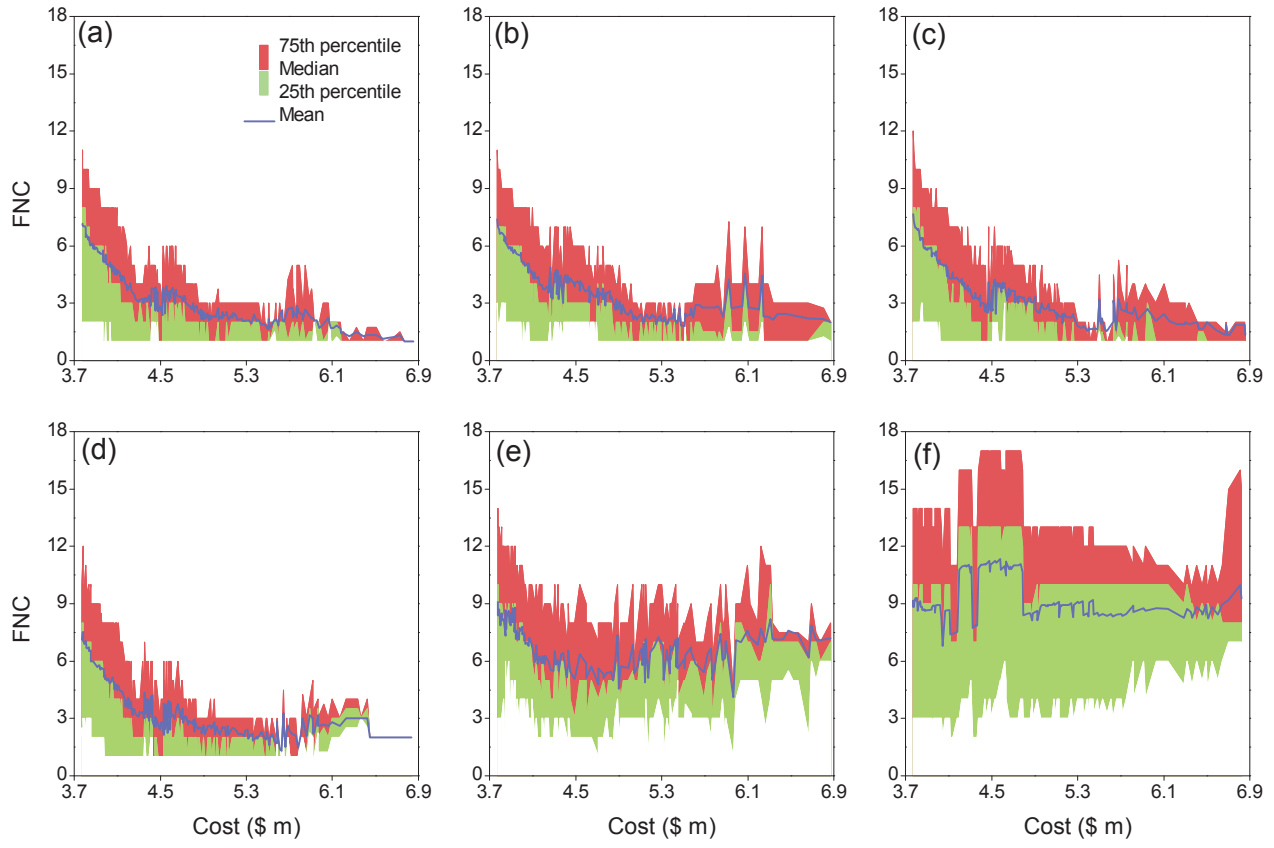 (a)
75th percentile
Median
25th percentile
Mean
FNC
18
15
12
9
6
3
0
3.7 4.5 5.3 6.1 6.9
(b)
18
15
12
9
6
3
0
3.7 4.5 5.3 6.1 6.9
(c)
18
15
12
9
6
3
0
3.7 4.5 5.3 6.1 6.9
(d)
FNC
18
15
12
9
6
3
0
3.7 4.5 5.3 6.1 6.9
Cost ($ m)
(e)
18
15
12
9
6
3
0
3.7 4.5 5.3 6.1 6.9
Cost ($ m)
(f)
18
15
12
9
6
3
0
3.7 4.5 5.3 6.1 6.9
Cost ($ m)